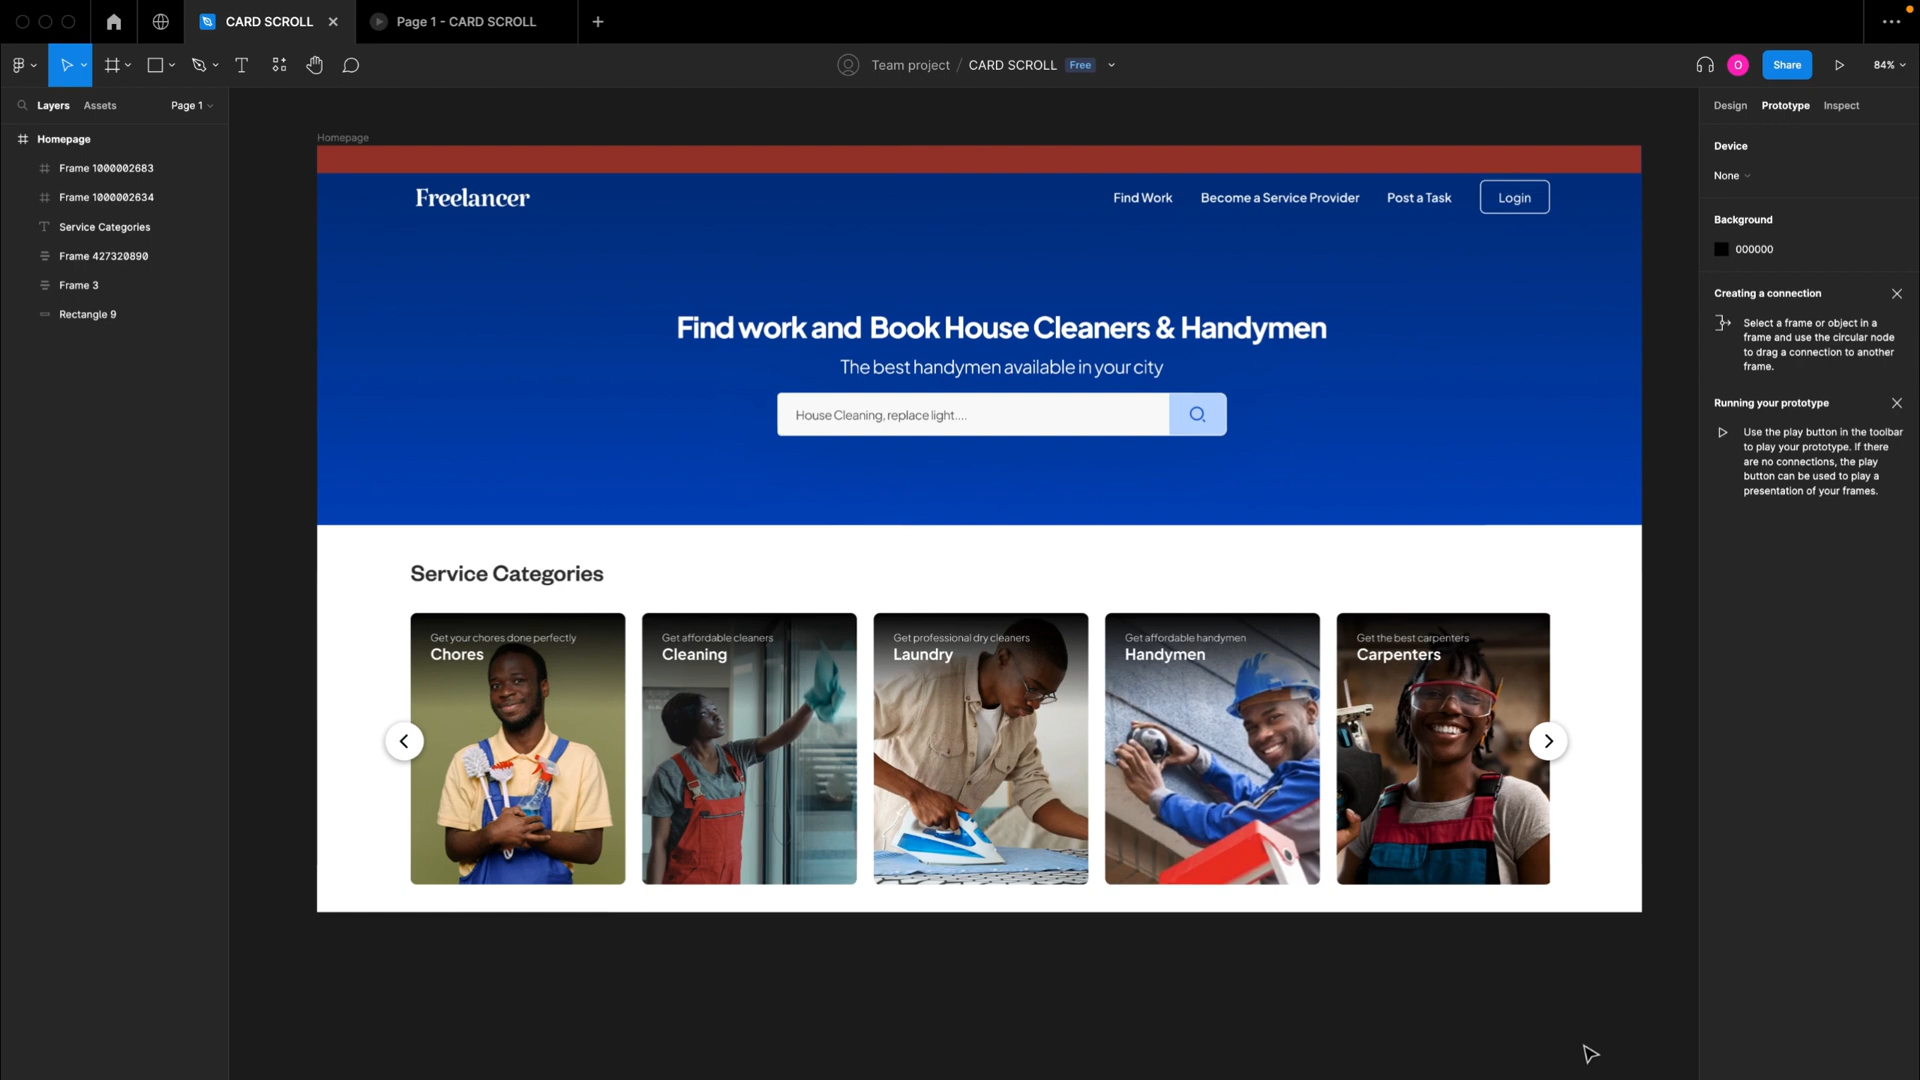 CARD SCROLL
Page 1 - CARD SCROLL
Team project / CARD SCROLL Free
O
Share
84%
Layers
Assets
Page 1
Homepage
Frame 1000002683
Frame 1000002634
Service Categories
Frame 427320890
Frame 3
Rectangle 9
Homepage
Freelancer
Find Work
Become a Service Provider
Post a Task
Login
Find work and Book House Cleaners & Handymen
The best handymen available in your city
House Cleaning, replace light....
Service Categories
Get your chores done perfectly
Chores
Get affordable cleaners
Cleaning
Get professional dry cleaners
Laundry
Get affordable handymen
Handymen
Get the best carpenters
Carpenters
Design
Prototype
Inspect
Device
None
Background
000000
Creating a connection
Select a frame or object in a
frame and use the circular node
to drag a connection to another
frame.
Running your prototype
Use the play button in the toolbar
to play your prototype. If there
are no connections, the play
button can be used to play a
presentation of your frames.